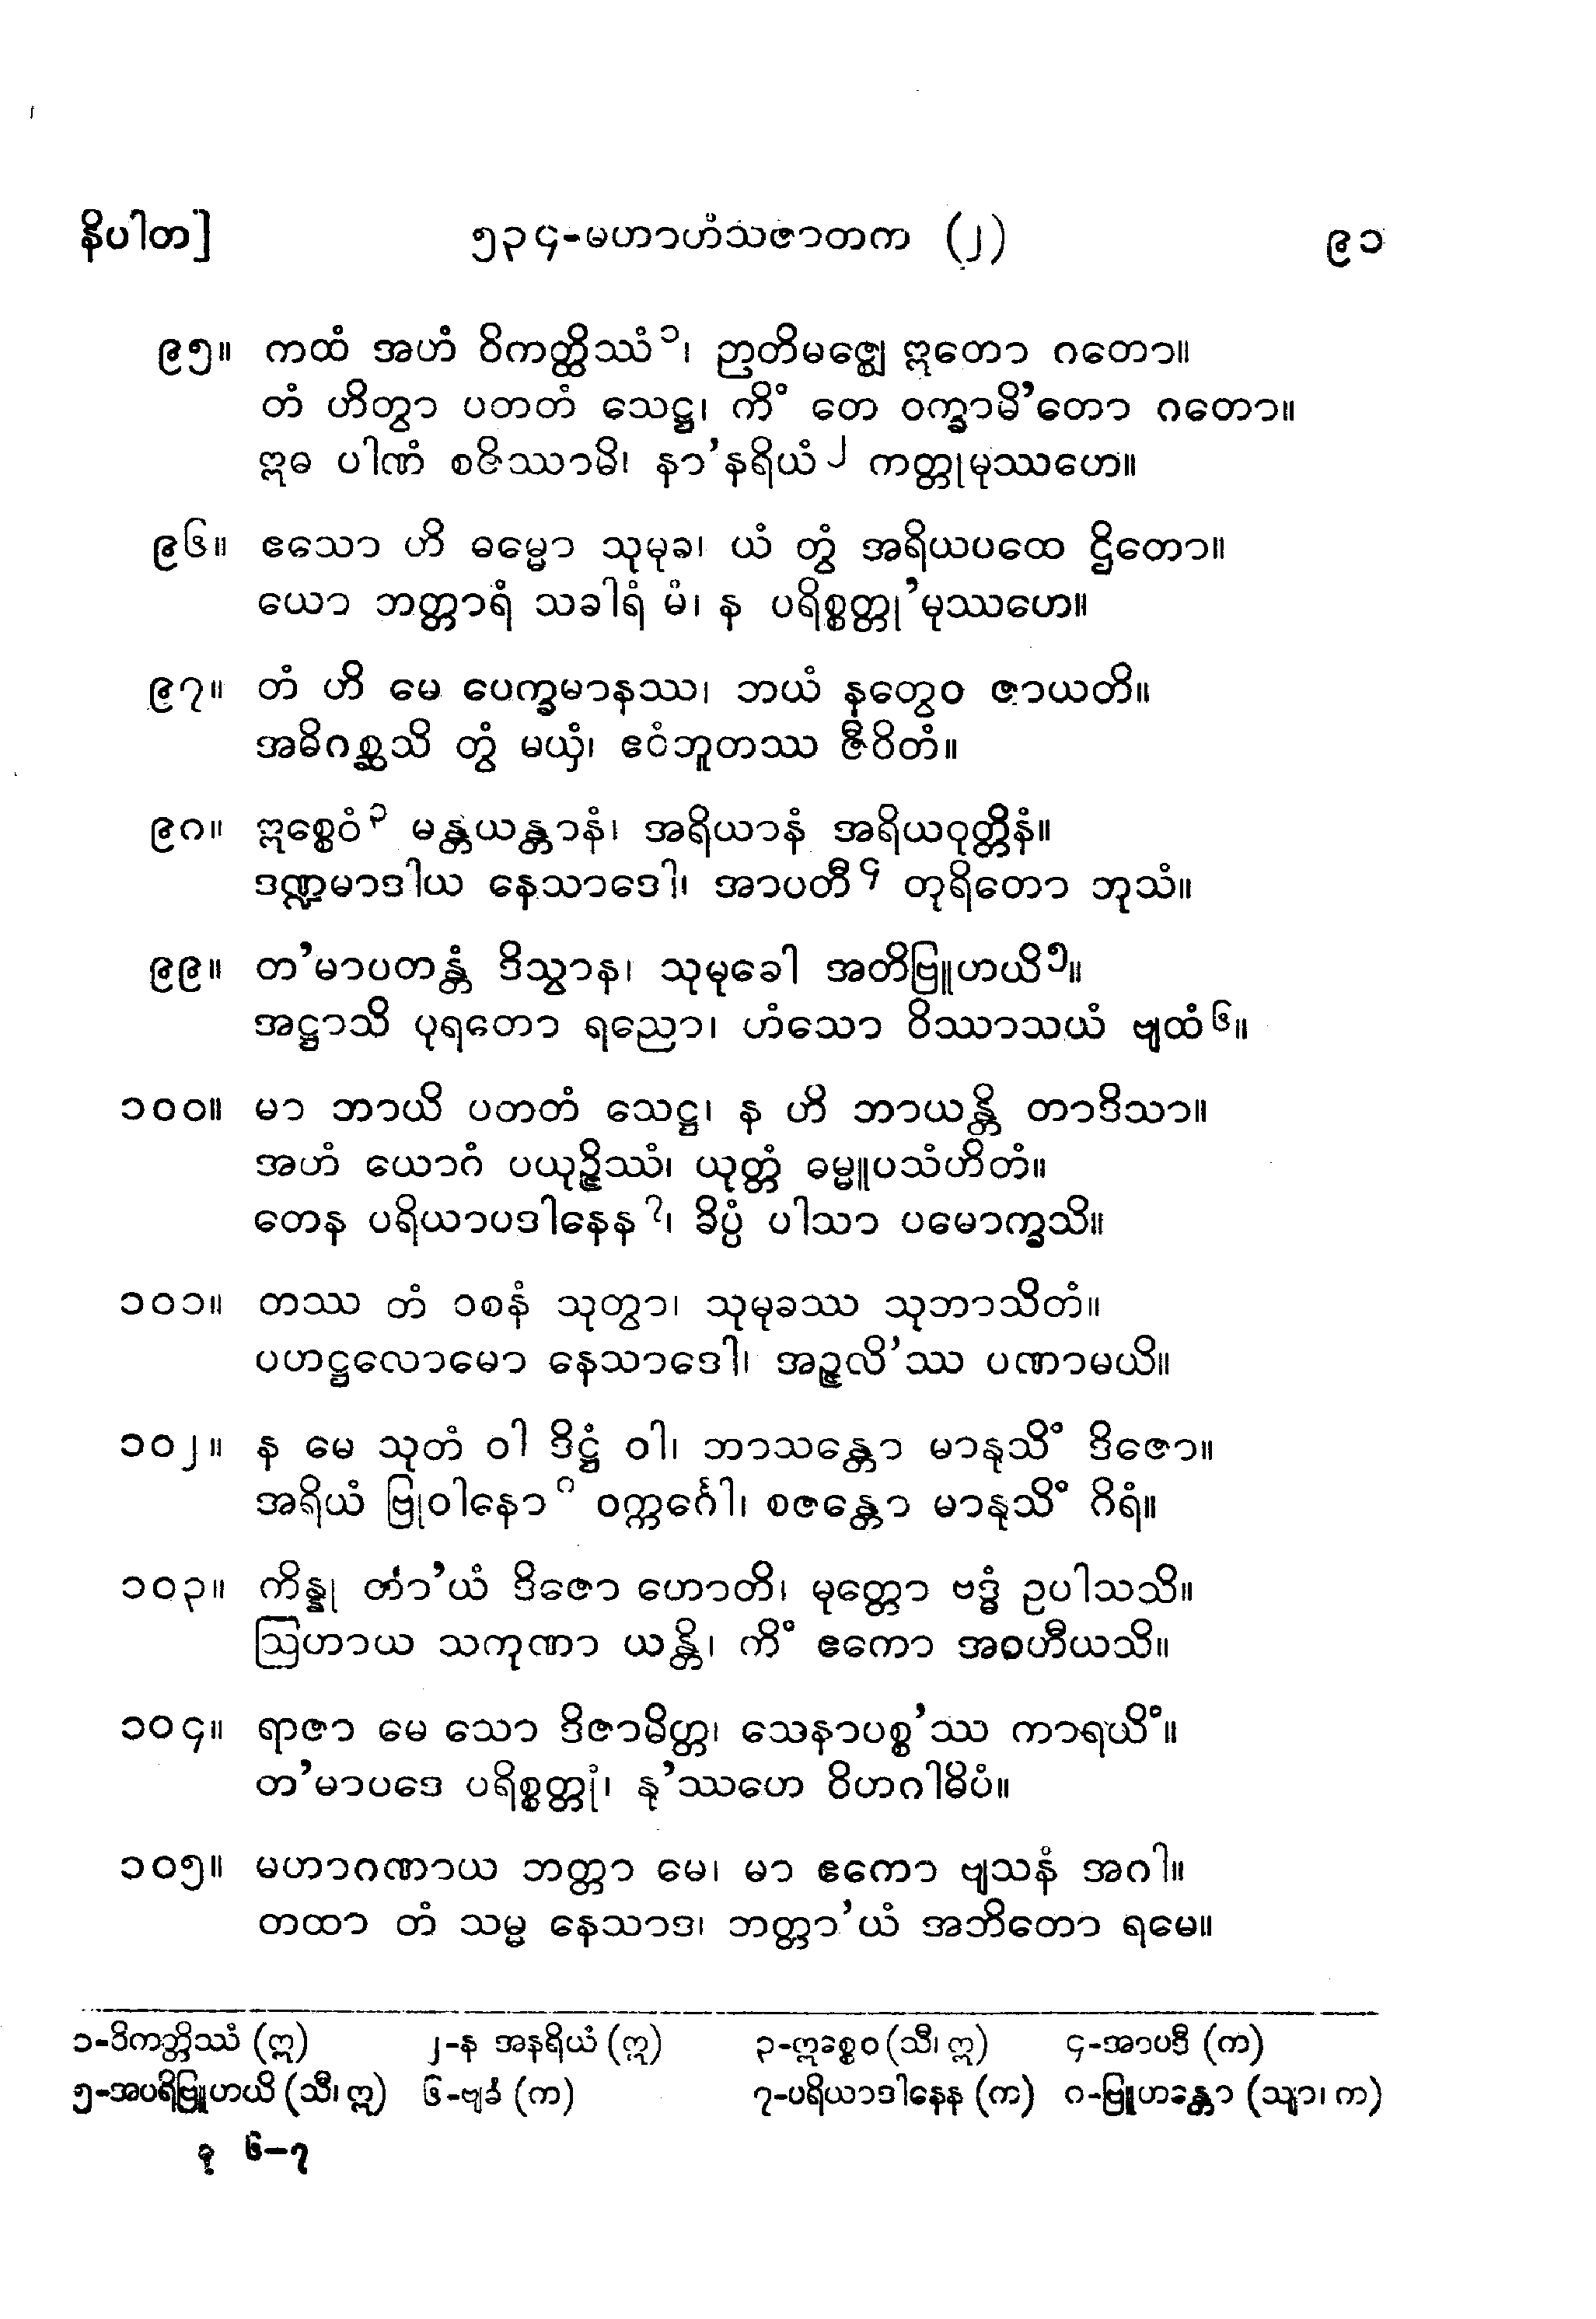 နိပါတ]   ၅၃၄-မဟာဟံသဇာတက (၂)   ၉၁
၉၅။ ကထံ အဟံ ဝိကတ္ထိဿံ၁၊ ဉာတိမဇ္ဈေ ဣတော ဂတော။
တံ ဟိတွာ ပတတံ သေဋ္ဌ၊ ကိံ တေ ဝက္ခာမိ’တော ဂတော။
ဣဓ ပါဏံ စဇိဿာမိ၊ နာ’နရိယံ၂ ကတ္တုမုဿဟေ။
၉၆။ ဧသော ဟိ ဓမ္မော သုမုခ၊ ယံ တွံ အရိယပထေ ဌိတော။
ယော ဘတ္တာရံ သခါရံ မံ၊ န ပရိစ္စတ္တု’မုဿဟေ။
၉၇။ တံ ဟိ မေ ပေက္ခမာနဿ၊ ဘယံ နတွေဝ ဇာယတိ။
အဓိဂစ္ဆသိ တွံ မယှံ၊ ဧဝံဘူတဿ ဇီဝိတံ။
၉၈။ ဣစ္စေဝံ၃ မန္တယန္တာနံ၊ အရိယာနံ အရိယဝုတ္တိနံ။
ဒဏ္ဍမာဒါယ နေသာဒေါ၊ အာပတီ၄ တုရိတော ဘုသံ။
၉၉။ တ’မာပတန္တံ ဒိသွာန၊ သုမုခေါ အတိဗြူဟယိ၅။
အဋ္ဌာသိ ပုရတော ရညော၊ ဟံသော ဝိဿာသယံ ဗျထံ၆။
၁၀၀။ မာ ဘာယိ ပတတံ သေဋ္ဌ၊ န ဟိ ဘာယန္တိ တာဒိသာ။
အဟံ ယောဂံ ပယုဉ္ဇိဿံ၊ ယုတ္တံ ဓမ္မူပသံဟိတံ။
တေန ပရိယာပဒါနေန၇၊ ခိပ္ပံ ပါသာ ပမောက္ခသိ။
၁၀၁။ တဿ တံ ဝစနံ သုတွာ၊ သုမုခဿ သုဘာသိတံ။
ပဟဋ္ဌလောမော နေသာဒေါ၊ အဉ္ဇလိ’ဿ ပဏာမယိ။
၁၀၂။ န မေ သုတံ ဝါ ဒိဋ္ဌံ ဝါ၊ ဘာသန္တော မာနုသိံ ဒိဇော။
အရိယံ ဗြုဝါနော၈ ဝက္ကင်္ဂေါ၊ စဇန္တော မာနုသိံ ဂိရံ။
၁၀၃။ ကိန္နု တာ’ယံ ဒိဇော ဟောတိ၊ မုတ္တော ဗဒ္ဓံ ဥပါသသိ။
ဩဟာယ သကုဏာ ယန္တိ၊ ကိံ ဧကော အဝဟီယသိ။
၁၀၄။ ရာဇာ မေ သော ဒိဇာမိတ္တ၊ သေနာပစ္စ’ဿ ကာရယိံ။
တ’မာပဒေ ပရိစ္စတ္တုံ၊ နု’ဿဟေ ဝိဟဂါဓိပံ။
၁၀၅။ မဟာဂဏာယ ဘတ္တာ မေ၊ မာ ဧကော ဗျသနံ အဂါ။
တထာ တံ သမ္မ နေသာဒ၊ ဘတ္တာ’ယံ အဘိတော ရမေ။
၁-ဝိကတ္တိဿံ (ဣ)   ၂-န အနရိယံ (ဣ)   ၃-ဣစ္စေဝ (သီ၊ ဣ)   ၄-အာပဒိ (က)
၅-အပရိဗြူဟယိ (သီ၊ ဣ)   ၆-ဗျဓံ (က)   ၇-ပရိယာဒါနေန (က)   ၈-ဗြူဟန္တော (သျာ၊ က)
ခု ၆–၇